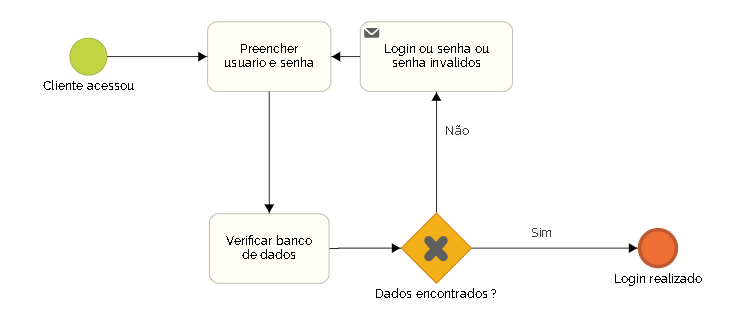 Preencher
usuario e senha
Login ou senha ou
senha invalidos
Cliente acessou
Não
Verificar banco
de dados
Sim
Dados encontrados ?
Login realizado